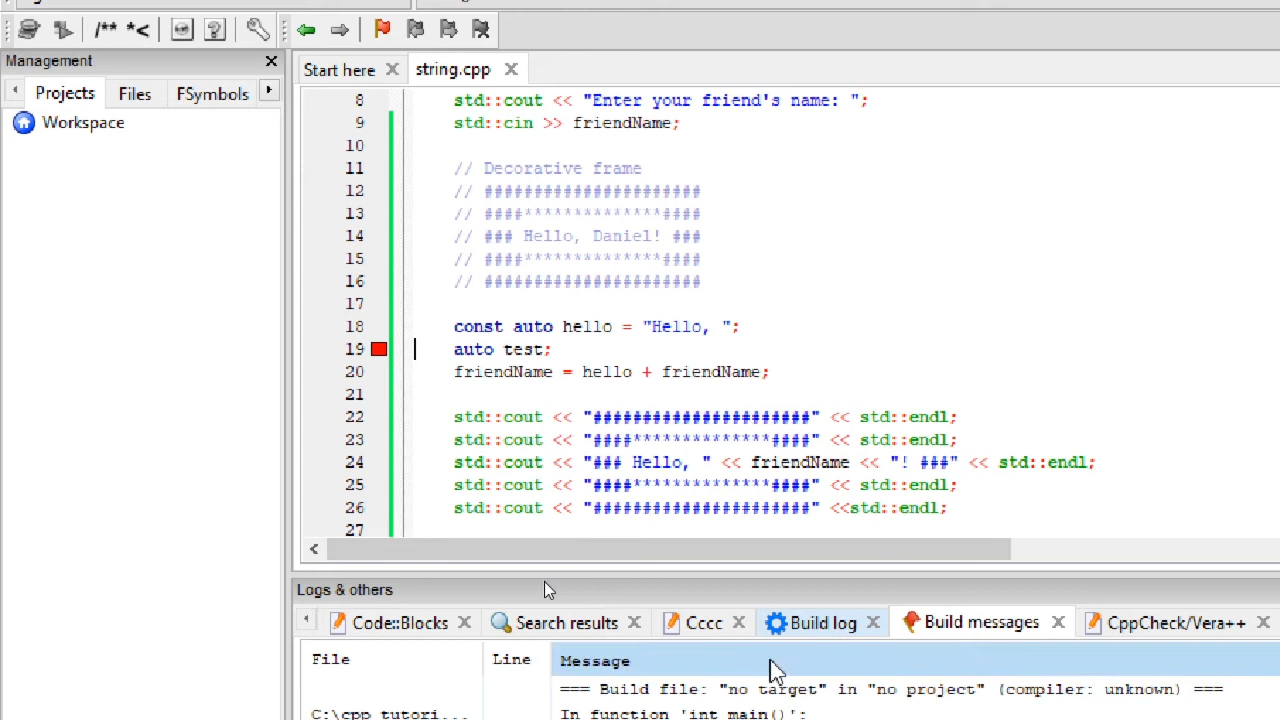 /** *<
Management
Projects
Files
FSymbols
Workspace
Start here
string.cpp
8 std::cout << "Enter your friend's name: ";
9 std::cin >> friendName;
10
11 // Decorative frame
12 // ######################
13 // ####**************####
14 // ### Hello, Daniel! ###
15 // ####**************####
16 // ######################
17
18 const auto hello = "Hello, ";
19 auto test;
20 friendName = hello + friendName;
21
22 std::cout << "######################" << std::endl;
23 std::cout << "####**************####" << std::endl;
24 std::cout << "### Hello, " << friendName << "! ###" << std::endl;
25 std::cout << "####**************####" << std::endl;
26 std::cout << "######################" <<std::endl;
27
Logs & others
Code::Blocks
Search results
Cccc
Build log
Build messages
CppCheck/Vera++
File Line Message
=== Build file: "no target" in "no project" (compiler: unknown) ===
C:\cpp tutori... In function 'int main()':